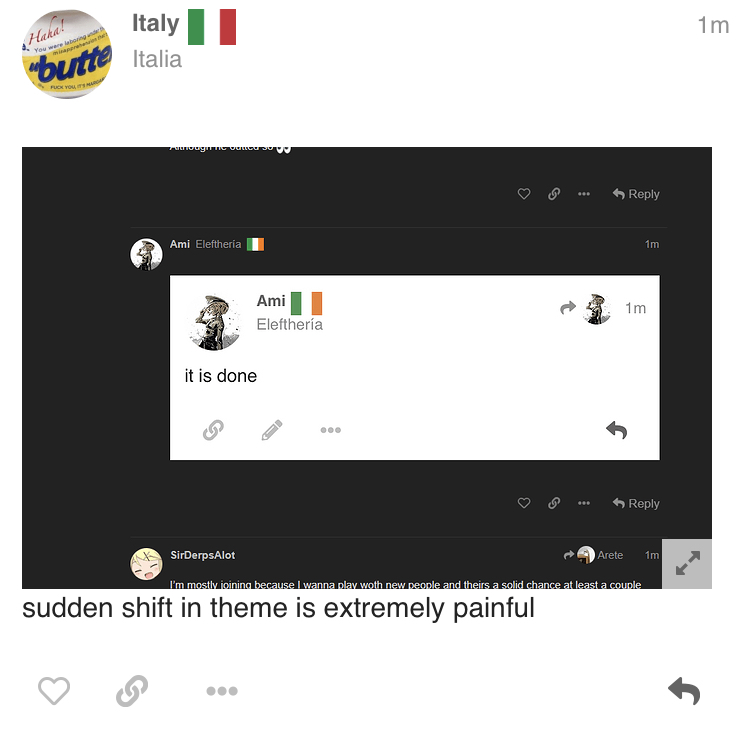 Italy
1m
Italia
Haha!
You were laboring under th
misapprehension that
"butte
FUCK YOU, IT'S MARGAR
Although he outted so 👀
Reply
Ami Eleftheria
1m
Ami
1m
Eleftheria
it is done
Reply
SirDerpsAlot
Arete
1m
I'm mostly joining because I wanna play woth new people and theirs a solid chance at least a couple
sudden shift in theme is extremely painful